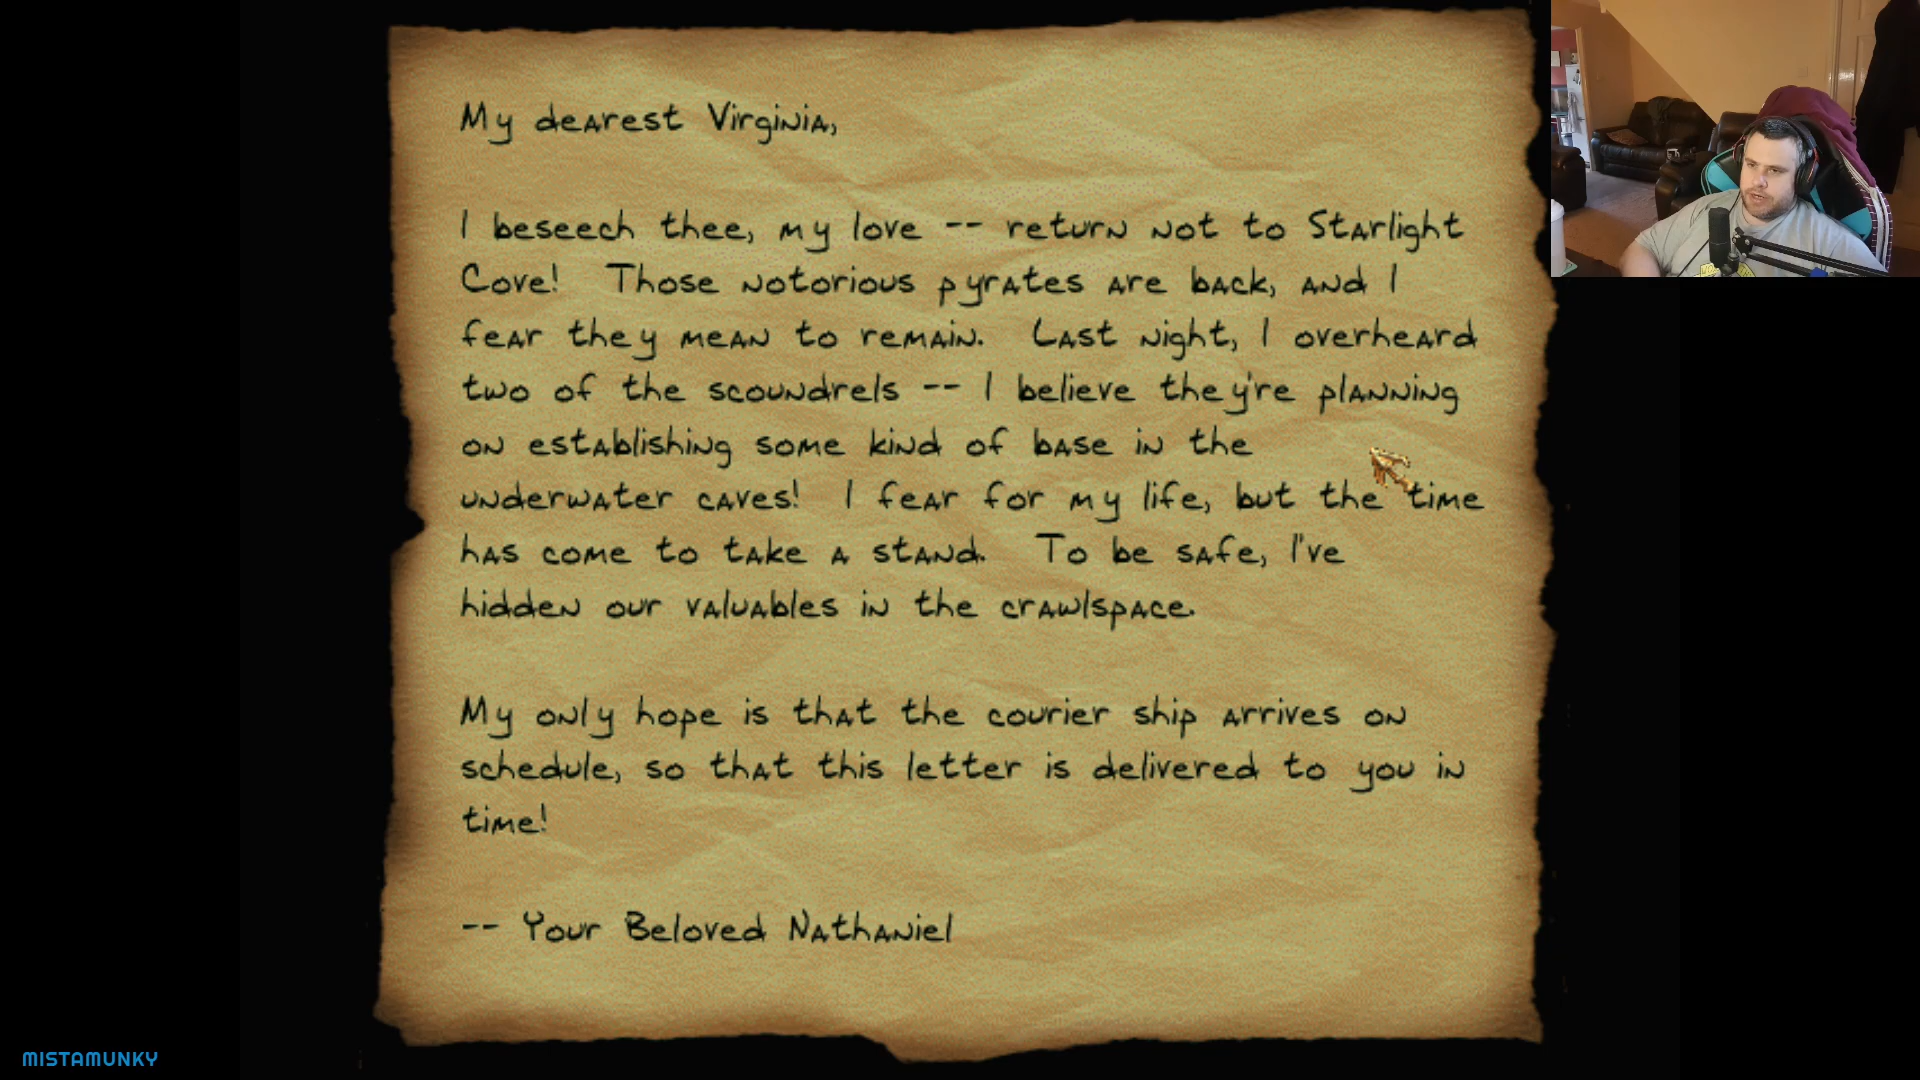 My dearest Virginia,
I beseech thee, my love -- return not to Starlight
Cove! Those notorious pyrates are back, and I
fear they mean to remain. Last night, I overheard
two of the scoundrels -- I believe they're planning
on establishing some kind of base in the
underwater caves! I fear for my life, but the time
has come to take a stand. To be safe, I've
hidden our valuables in the crawlspace.
My only hope is that the courier ship arrives on
schedule, so that this letter is delivered to you in
time!
-- Your Beloved Nathaniel
MISTAMUNKY